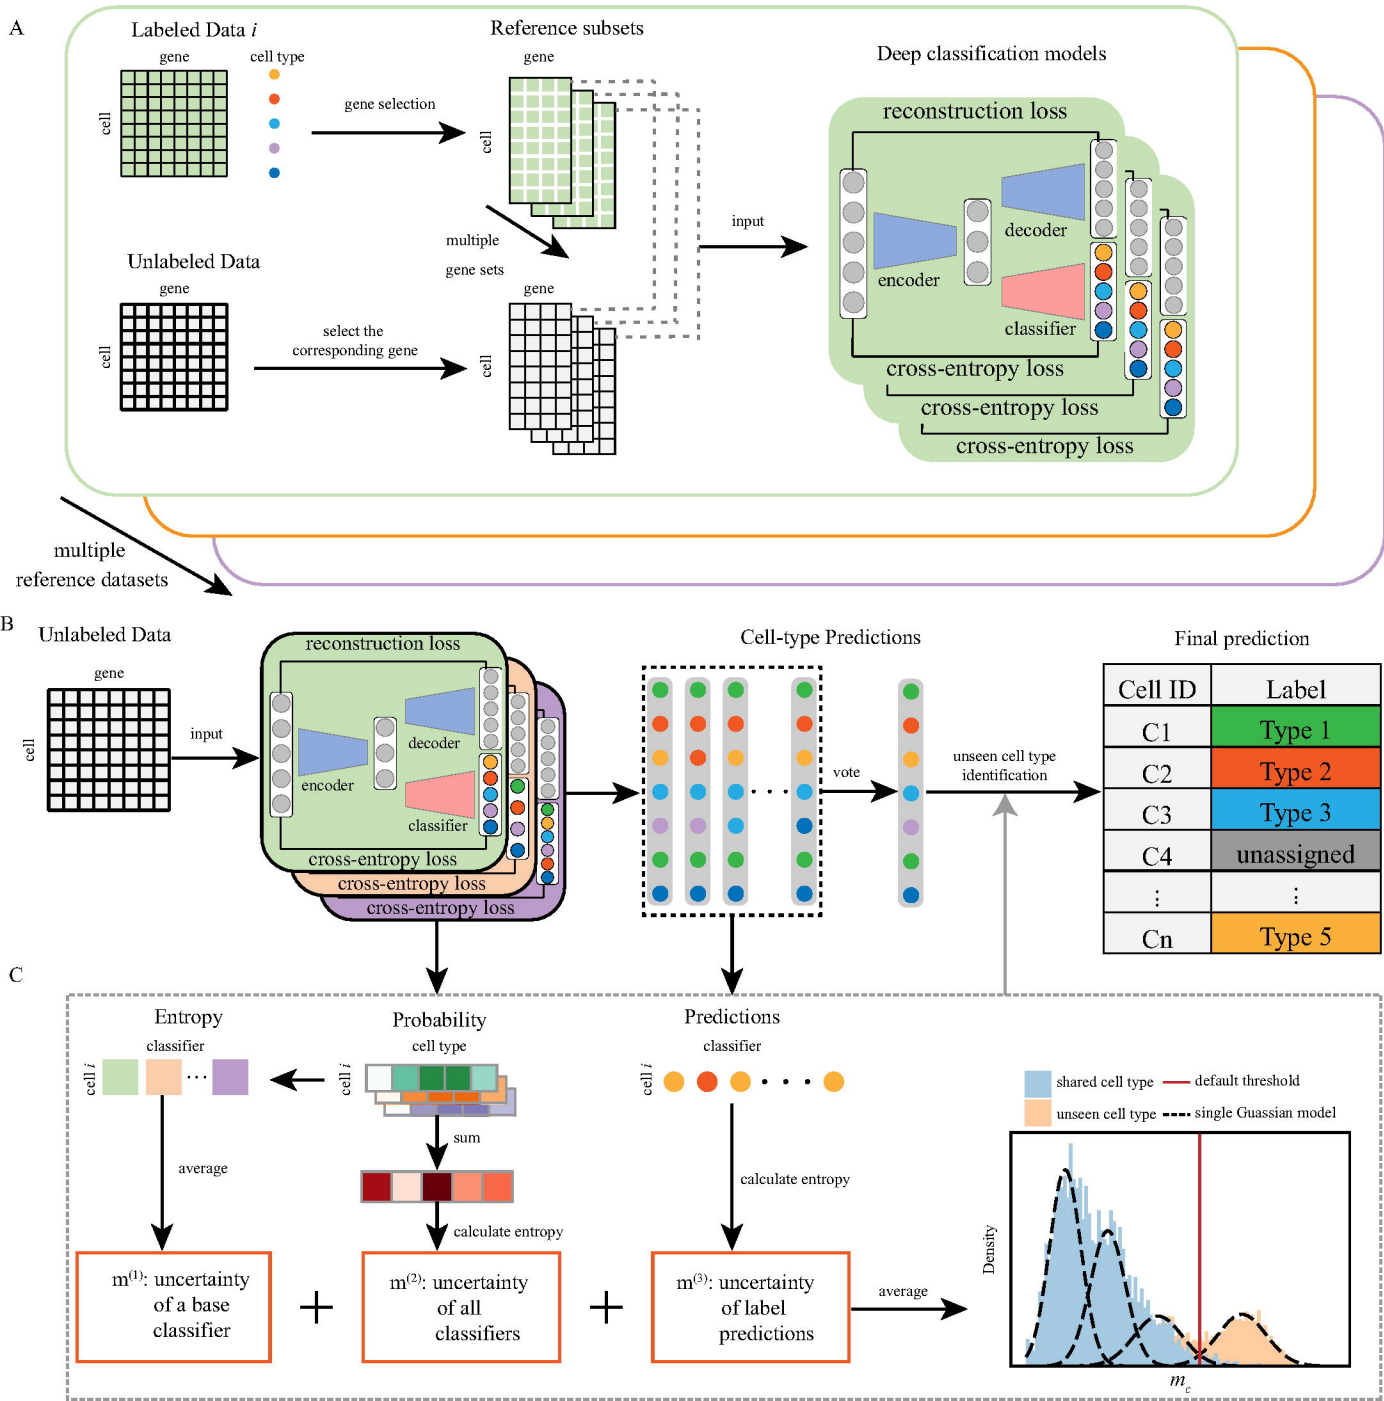 A
Labeled Data i
gene
cell type
cell
gene selection
Reference subsets
gene
cell
multiple
gene sets
Unlabeled Data
gene
cell
select the
corresponding gene
gene
cell
input
Deep classification models
reconstruction loss
encoder
decoder
classifier
cross-entropy loss
cross-entropy loss
cross-entropy loss
multiple
reference datasets
B
Unlabeled Data
gene
cell
input
reconstruction loss
encoder
decoder
classifier
cross-entropy loss
cross-entropy loss
cross-entropy loss
Cell-type Predictions
vote
unseen cell type
identification
Final prediction
Cell ID Label
C1 Type 1
C2 Type 2
C3 Type 3
C4 unassigned
⋮ ⋮
Cn Type 5
C
Entropy
classifier
cell i
average
Probability
cell type
cell i
sum
calculate entropy
Predictions
classifier
cell i
calculate entropy
m(1): uncertainty
of a base
classifier
+
m(2): uncertainty
of all
classifiers
+
m(3): uncertainty
of label
predictions
average
shared cell type
default threshold
unseen cell type
single Guassian model
Density
mc